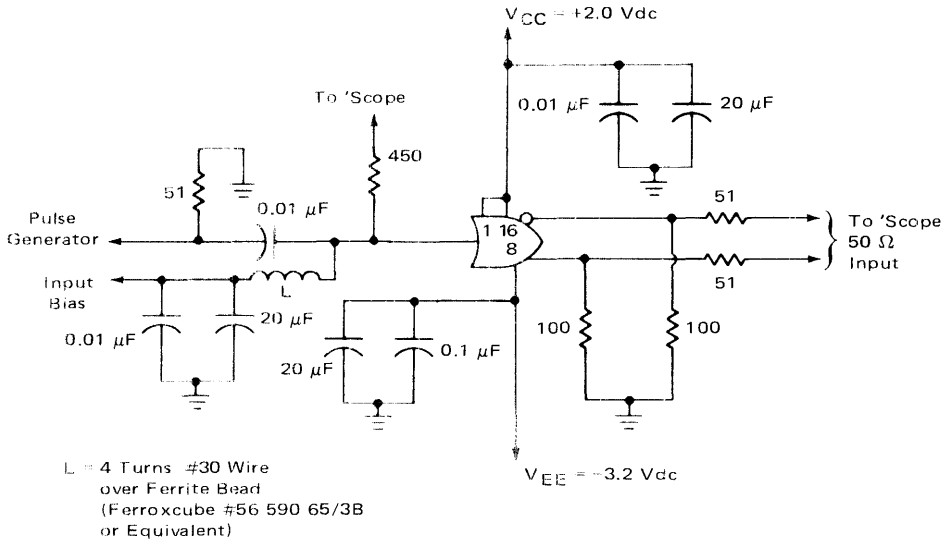 V_CC = +2.0 Vdc
To 'Scope
0.01 µF
20 µF
450
51
0.01 µF
Pulse
Generator
1 16
8
51
To 'Scope
50 Ω
Input
51
Input
Bias
L
0.01 µF
20 µF
20 µF
0.1 µF
100
100
L = 4 Turns #30 Wire
over Ferrite Bead
(Ferroxcube #56 590 65/3B
or Equivalent)
V_EE = -3.2 Vdc